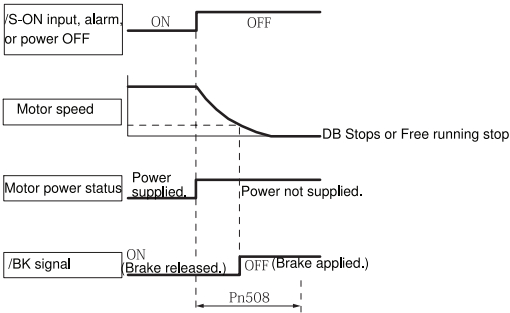 /S-ON input, alarm,
or power OFF
ON
OFF
Motor speed
DB Stops or Free running stop
Motor power status
Power
supplied.
Power not supplied.
/BK signal
ON
(Brake released.)
OFF (Brake applied.)
Pn508